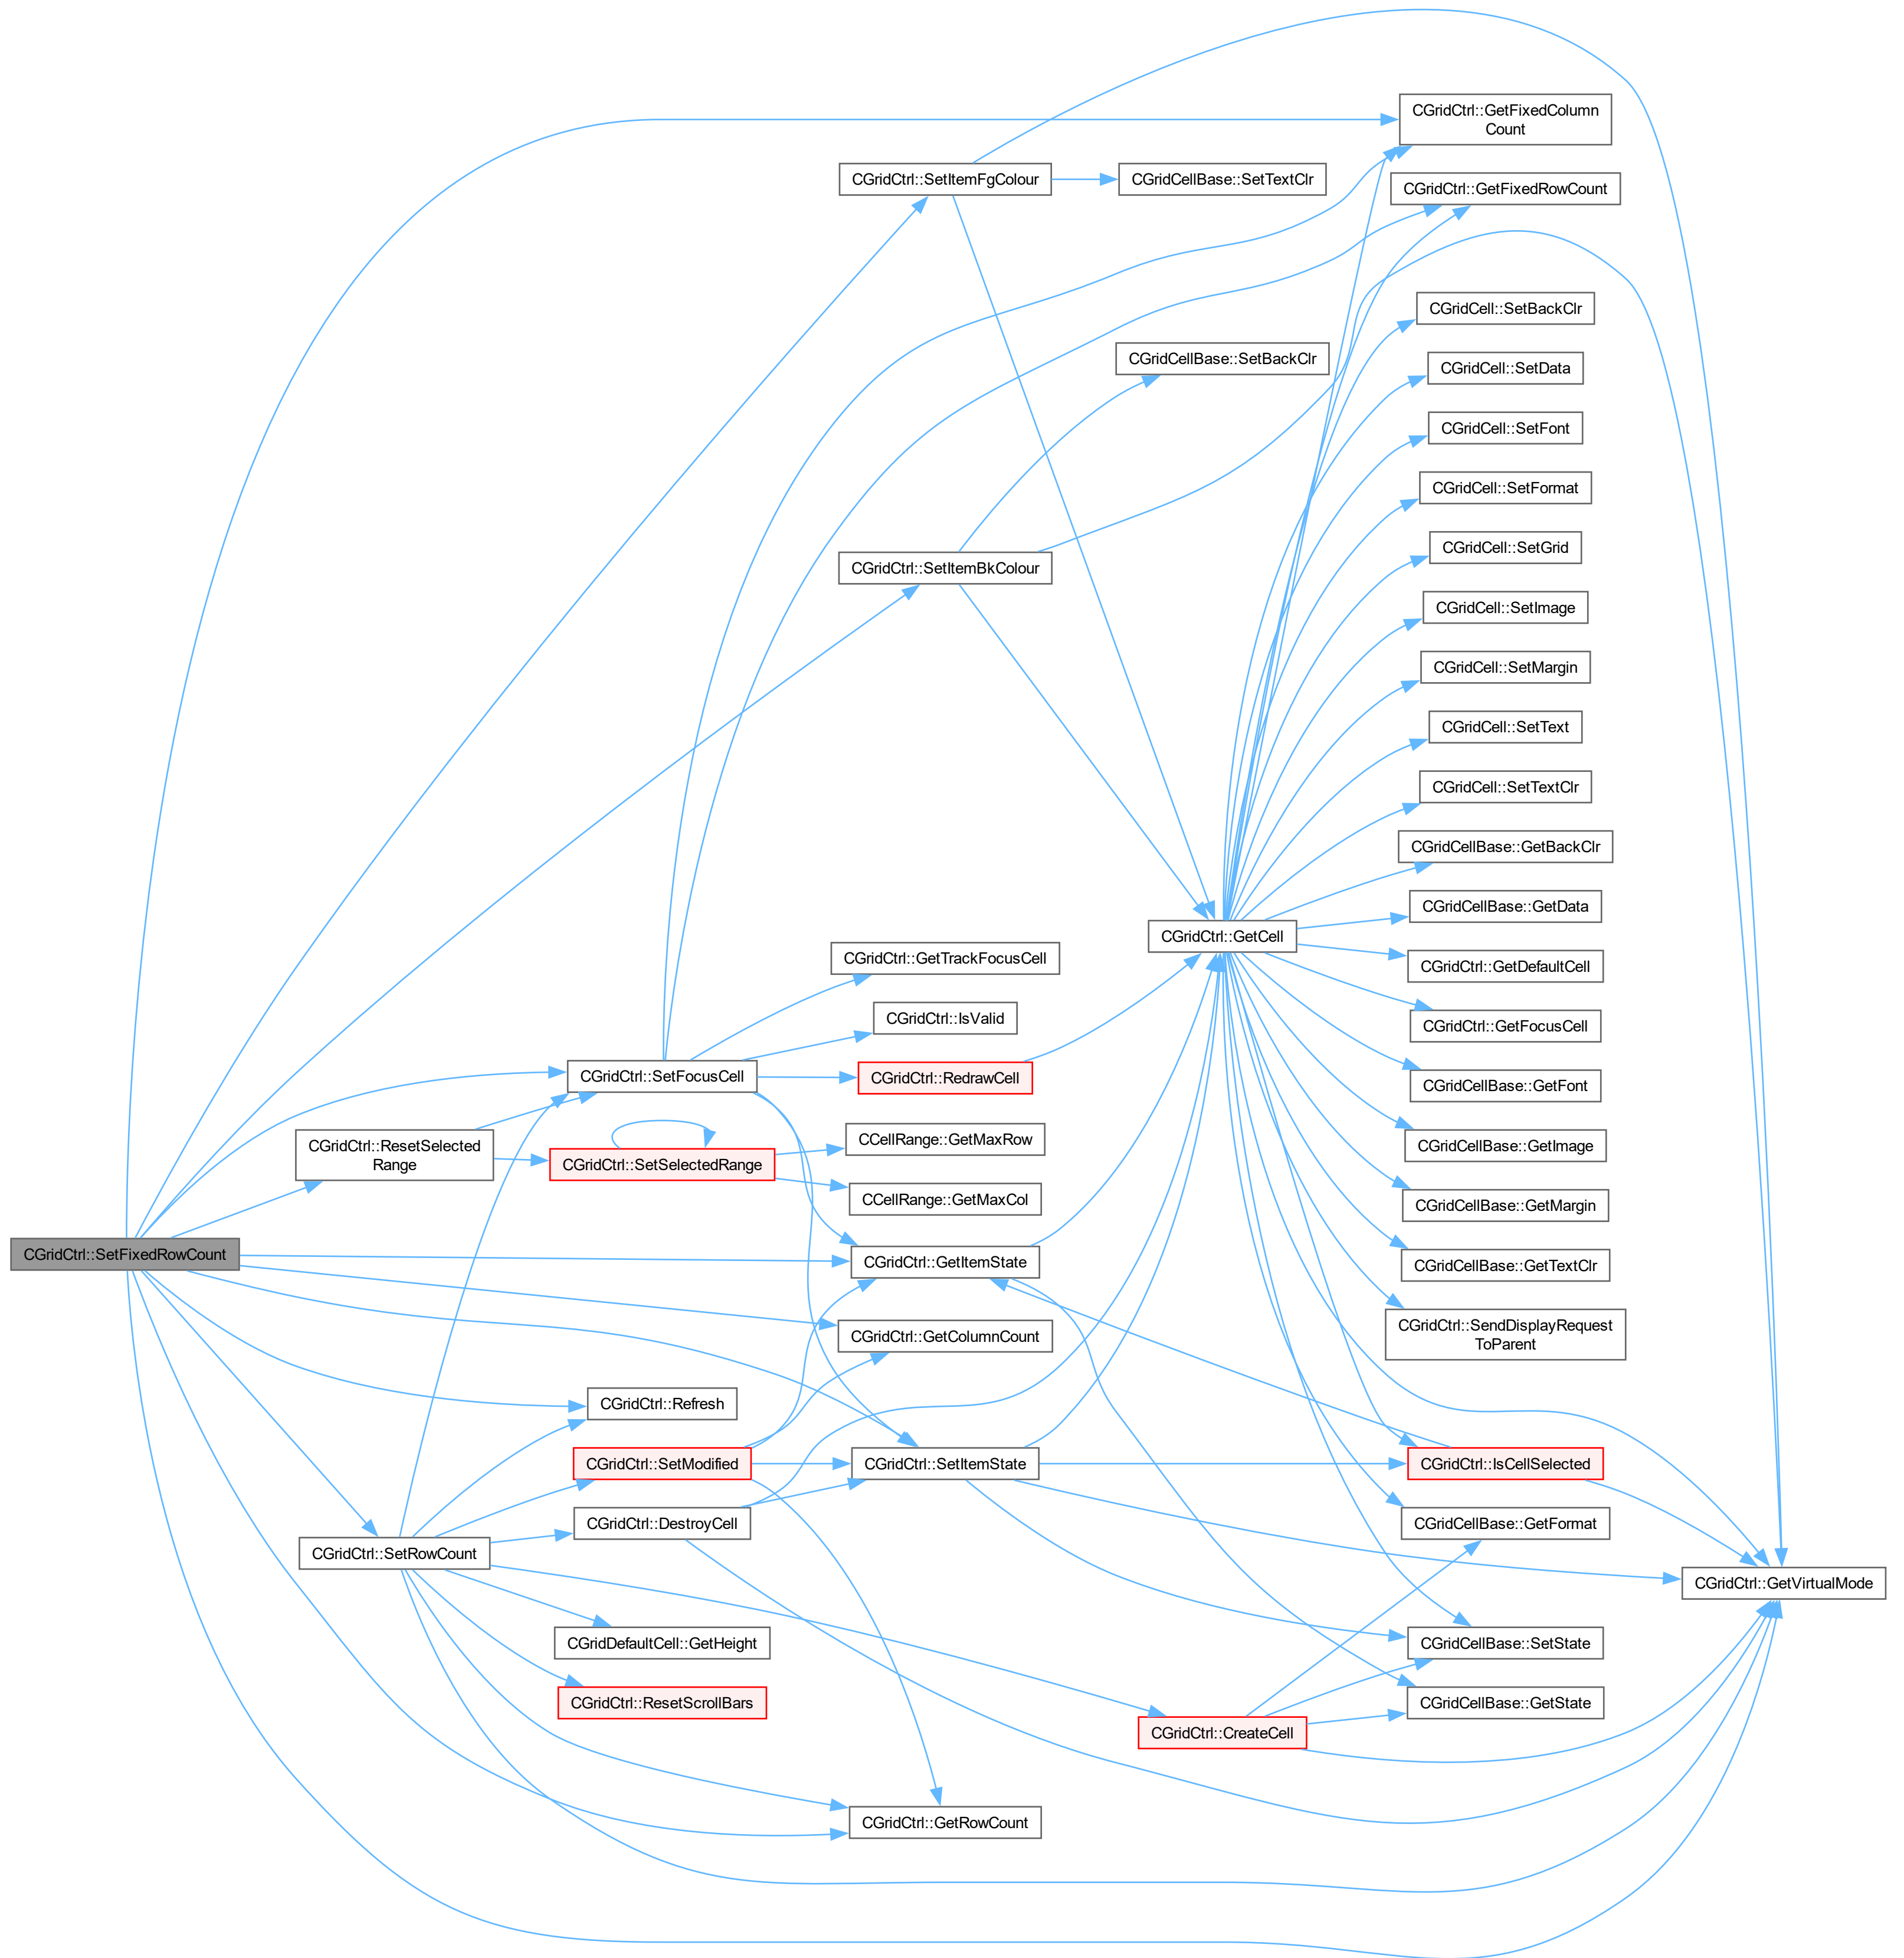 CGridCtrl::GetFixedColumn
Count
CGridCtrl::SetItemFgColour
CGridCellBase::SetTextClr
CGridCtrl::GetFixedRowCount
CGridCell::SetBackClr
CGridCellBase::SetBackClr
CGridCell::SetData
CGridCell::SetFont
CGridCell::SetFormat
CGridCell::SetGrid
CGridCtrl::SetItemBkColour
CGridCell::SetImage
CGridCell::SetMargin
CGridCell::SetText
CGridCell::SetTextClr
CGridCellBase::GetBackClr
CGridCellBase::GetData
CGridCtrl::GetCell
CGridCtrl::GetTrackFocusCell
CGridCtrl::GetDefaultCell
CGridCtrl::IsValid
CGridCtrl::GetFocusCell
CGridCtrl::SetFocusCell
CGridCtrl::RedrawCell
CGridCellBase::GetFont
CGridCtrl::ResetSelected
Range
CGridCtrl::SetSelectedRange
CCellRange::GetMaxRow
CGridCellBase::GetImage
CCellRange::GetMaxCol
CGridCellBase::GetMargin
CGridCtrl::SetFixedRowCount
CGridCtrl::GetItemState
CGridCellBase::GetTextClr
CGridCtrl::GetColumnCount
CGridCtrl::SendDisplayRequest
ToParent
CGridCtrl::Refresh
CGridCtrl::SetModified
CGridCtrl::SetItemState
CGridCtrl::IsCellSelected
CGridCtrl::DestroyCell
CGridCellBase::GetFormat
CGridCtrl::SetRowCount
CGridCtrl::GetVirtualMode
CGridDefaultCell::GetHeight
CGridCellBase::SetState
CGridCtrl::ResetScrollBars
CGridCellBase::GetState
CGridCtrl::CreateCell
CGridCtrl::GetRowCount